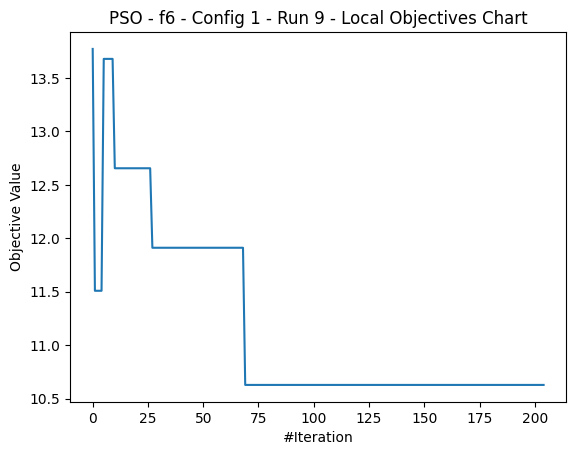 PSO - f6 - Config 1 - Run 9 - Local Objectives Chart
13.5
13.0
12.5
12.0
11.5
11.0
10.5
Objective Value
0 25 50 75 100 125 150 175 200
#Iteration